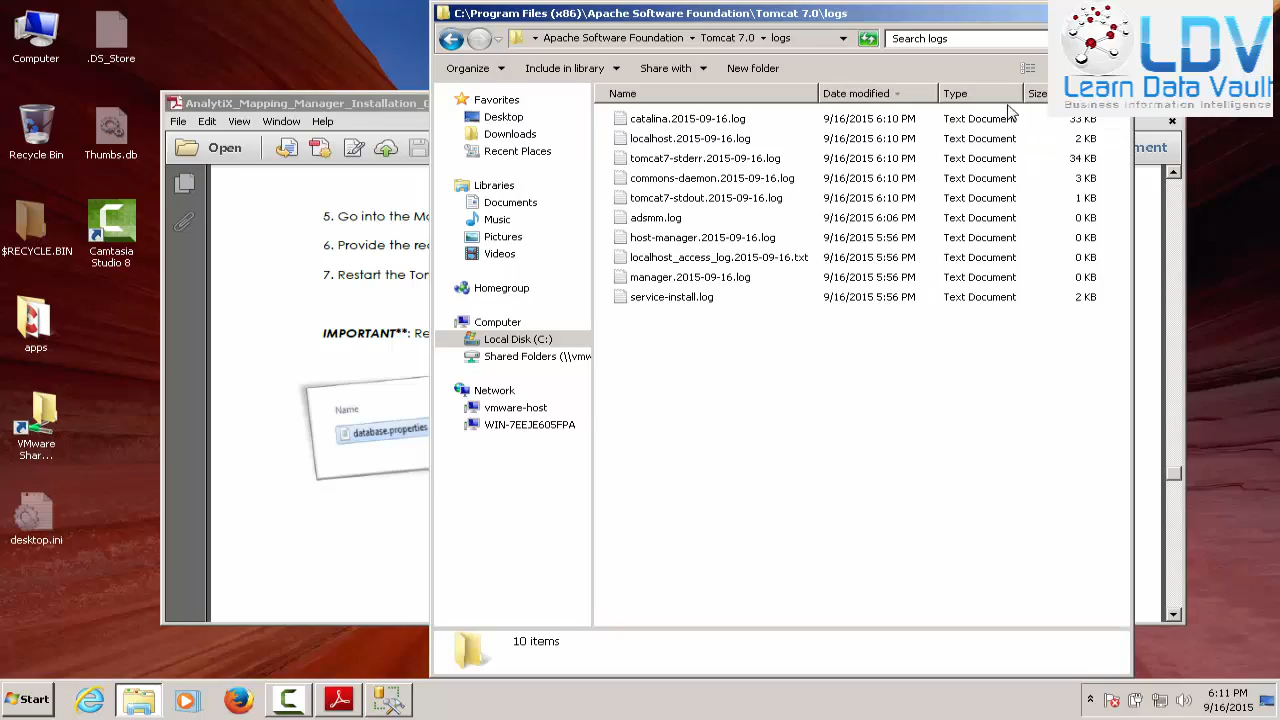 Computer
.DS_Store
Recycle Bin
Thumbs.db
$RECYCLE.BIN
Camtasia
Studio 8
apps
VMware
Shar...
desktop.ini
AnalytiX_Mapping_Manager_Installation_
File Edit View Window Help
Open
5. Go into the
6. Provide the
7. Restart the
IMPORTANT**:
Name
database.properties
C:\Program Files (x86)\Apache Software Foundation\Tomcat 7.0\logs
Apache Software Foundation Tomcat 7.0 logs
Search logs
Organize Include in library Share with New folder
Favorites
Desktop
Downloads
Recent Places
Libraries
Documents
Music
Pictures
Videos
Homegroup
Computer
Local Disk (C:)
Shared Folders (\\vmw
Network
vmware-host
WIN-7EEJE605FPA
Name Date modified Type Size
catalina.2015-09-16.log 9/16/2015 6:10 PM Text Document 33 KB
localhost.2015-09-16.log 9/16/2015 6:10 PM Text Document 2 KB
tomcat7-stderr.2015-09-16.log 9/16/2015 6:10 PM Text Document 34 KB
commons-daemon.2015-09-16.log 9/16/2015 6:10 PM Text Document 3 KB
tomcat7-stdout.2015-09-16.log 9/16/2015 6:10 PM Text Document 1 KB
adsmm.log 9/16/2015 6:06 PM Text Document 0 KB
host-manager.2015-09-16.log 9/16/2015 5:56 PM Text Document 0 KB
localhost_access_log.2015-09-16.txt 9/16/2015 5:56 PM Text Document 0 KB
manager.2015-09-16.log 9/16/2015 5:56 PM Text Document 0 KB
service-install.log 9/16/2015 5:56 PM Text Document 2 KB
10 items
LDV
Learn Data Vault
Business Information Intelligence
ment
Start
6:11 PM
9/16/2015